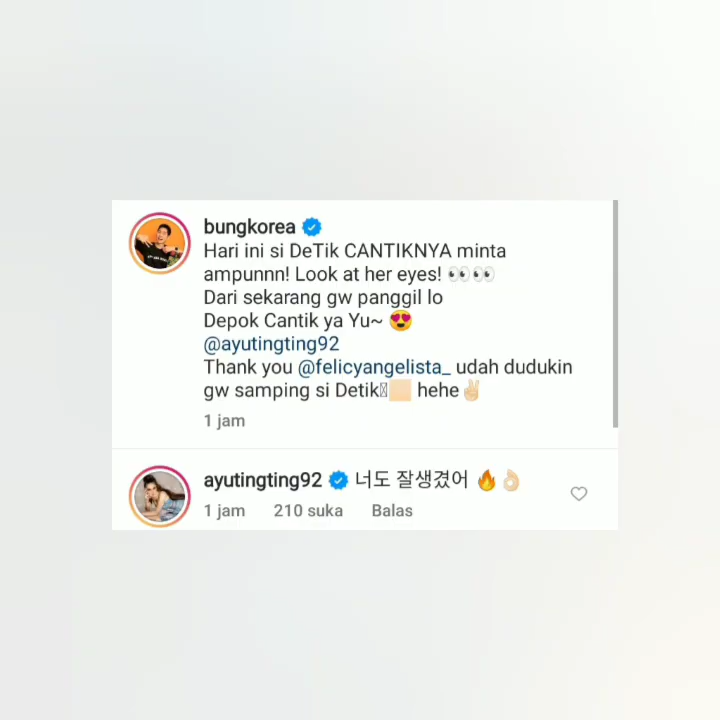 bungkorea
Hari ini si DeTik CANTIKNYA minta
ampunnn! Look at her eyes! 👀👀
Dari sekarang gw panggil lo
Depok Cantik ya Yu~ 😍
@ayutingting92
Thank you @felicyangelista_ udah dudukin
gw samping si Detik🏼 hehe✌🏻
1 jam
ayutingting92 너도 잘생겼어 🔥👌🏻
1 jam 210 suka Balas